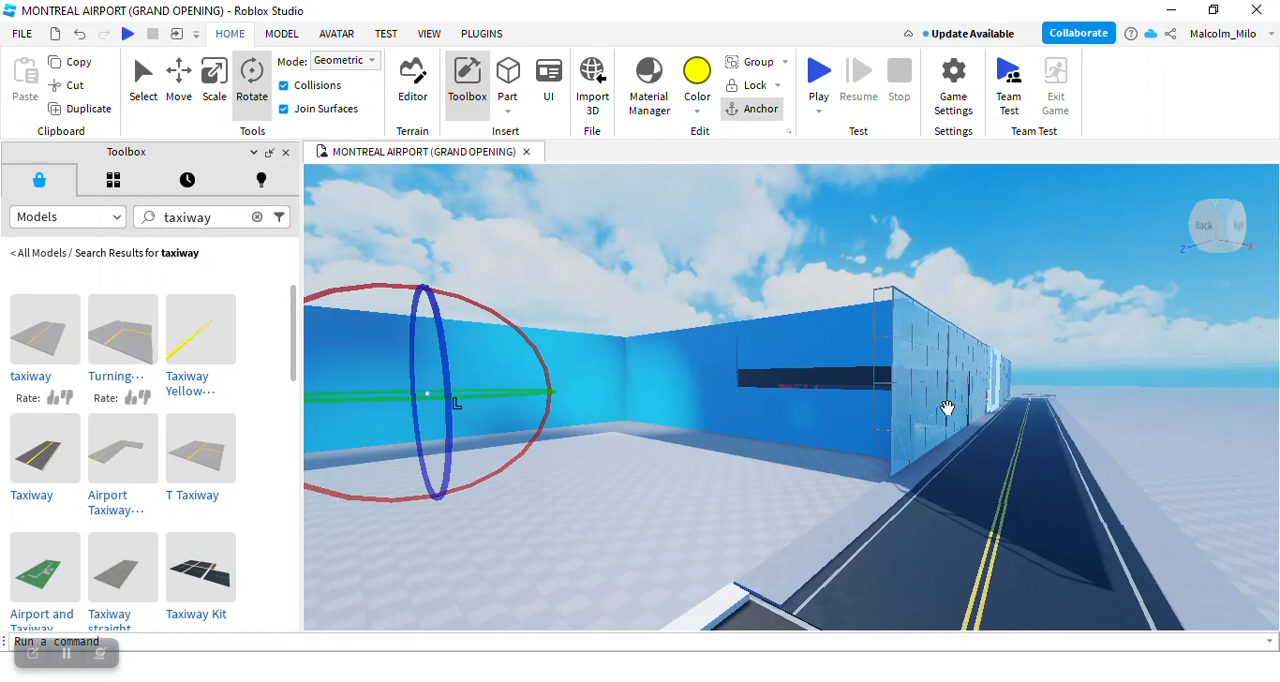 MONTREAL AIRPORT (GRAND OPENING) - Roblox Studio
FILE HOME MODEL AVATAR TEST VIEW PLUGINS Update Available Collaborate Malcolm_Milo
Paste Copy Cut Duplicate Clipboard
Select Move Scale Rotate Mode: Geometric Collisions Join Surfaces Tools
Editor Terrain
Toolbox Part UI Insert
Import 3D File
Material Manager Color Group Lock Anchor Edit
Play Resume Stop Test
Game Settings Settings
Team Test Exit Game Team Test
Toolbox MONTREAL AIRPORT (GRAND OPENING)
Models taxiway
< All Models / Search Results for taxiway
taxiway Turning··· Taxiway Yellow···
Rate: Rate:
Taxiway Airport Taxiway··· T Taxiway
Airport and Taxiway Taxiway straight Taxiway Kit
Back Z X
L
Run a command